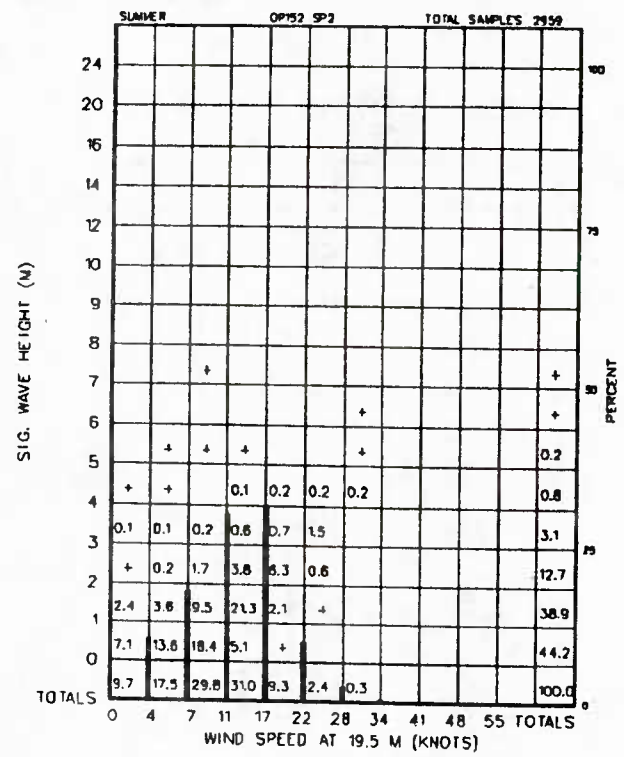 SUMMER OP152 SP2 TOTAL SAMPLES 2959
24 100
20
16
14
12 75
10
9
8
+ +
7 50
+ +
6
+ + + + 0.2
5
+ + 0.1 0.2 0.2 0.2 0.8
4
0.1 0.1 0.2 0.6 0.7 1.5 3.1
3 25
+ 0.2 1.7 3.8 6.3 0.6 12.7
2
2.4 3.6 9.5 21.3 2.1 + 38.9
1
7.1 13.6 18.4 5.1 + 44.2
0
9.7 17.5 29.8 31.0 9.3 2.4 0.3 100.0
TOTALS 0
0 4 7 11 17 22 28 34 41 48 55 TOTALS
WIND SPEED AT 19.5 M (KNOTS)
SIG. WAVE HEIGHT (M)
PERCENT